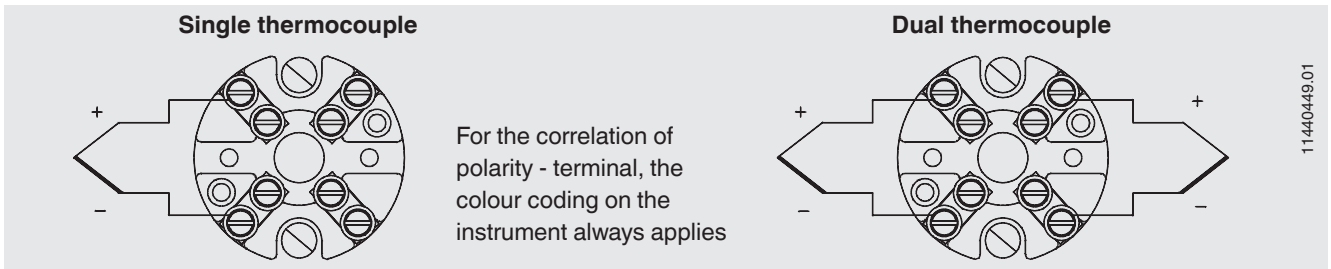 Single thermocouple
Dual thermocouple
+
–
For the correlation of
polarity - terminal, the
colour coding on the
instrument always applies
+
–
+
–
11440449.01